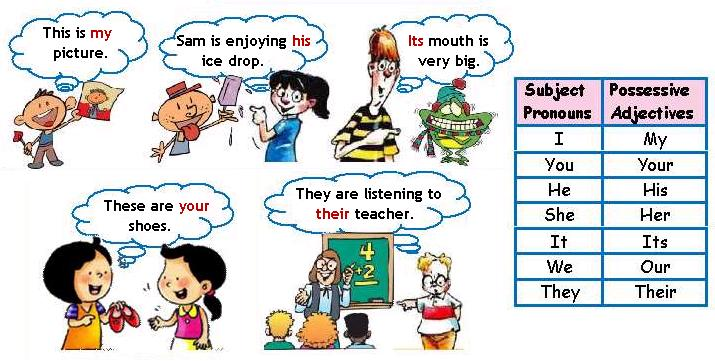 This is my
picture.
Sam is enjoying his
ice drop.
Its mouth is
very big.
These are your
shoes.
They are listening to
their teacher.
4
+2
Subject Pronouns Possessive Adjectives
I My
You Your
He His
She Her
It Its
We Our
They Their